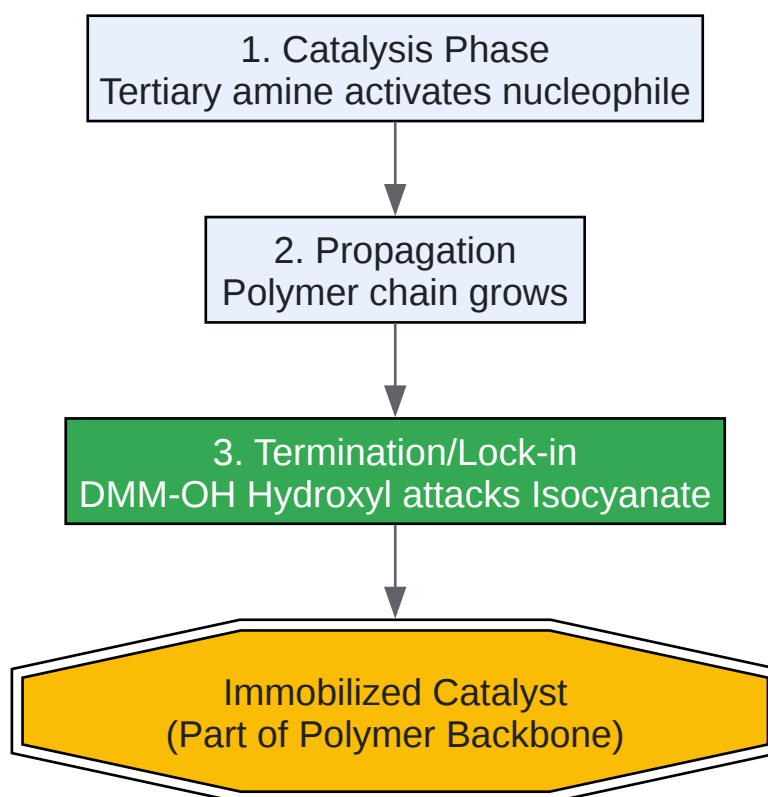 1. Catalysis Phase
Tertiary amine activates nucleophile
2. Propagation
Polymer chain grows
3. Termination/Lock-in
DMM-OH Hydroxyl attacks Isocyanate
Immobilized Catalyst
(Part of Polymer Backbone)